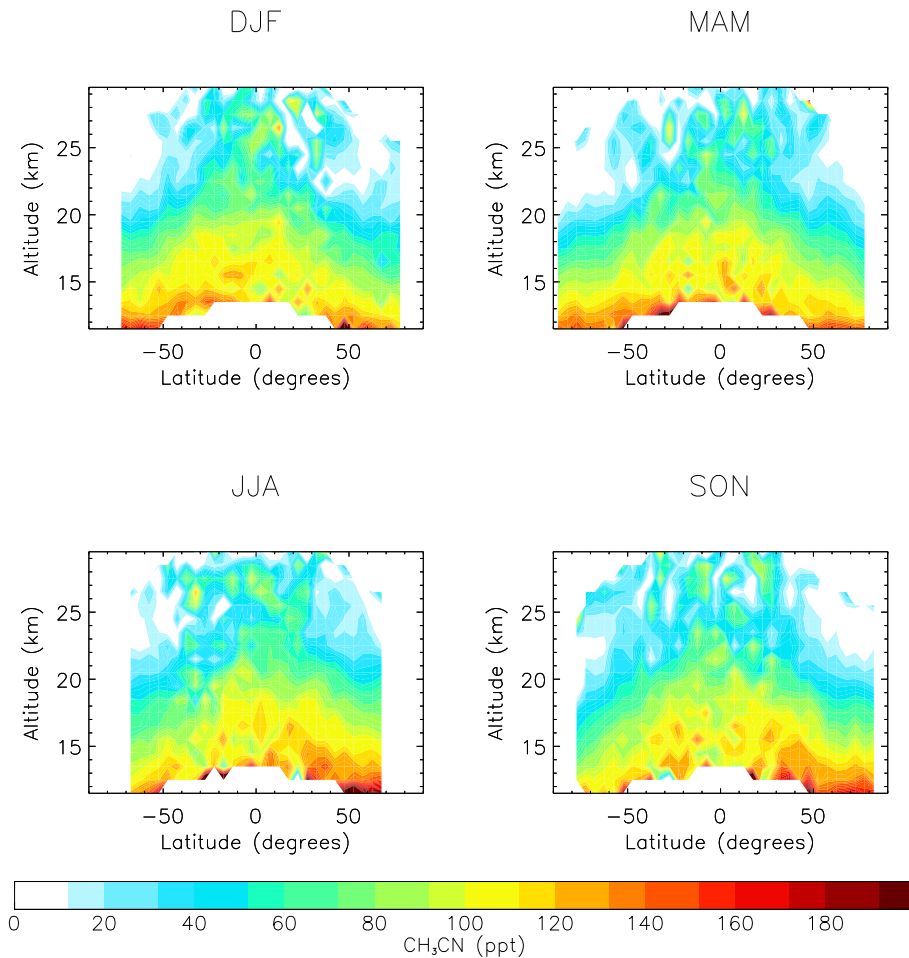 DJF
MAM
25
20
15
Altitude (km)
−50 0 50
Latitude (degrees)
25
20
15
Altitude (km)
−50 0 50
Latitude (degrees)
JJA
SON
25
20
15
Altitude (km)
−50 0 50
Latitude (degrees)
25
20
15
Altitude (km)
−50 0 50
Latitude (degrees)
0 20 40 60 80 100 120 140 160 180
CH₃CN (ppt)